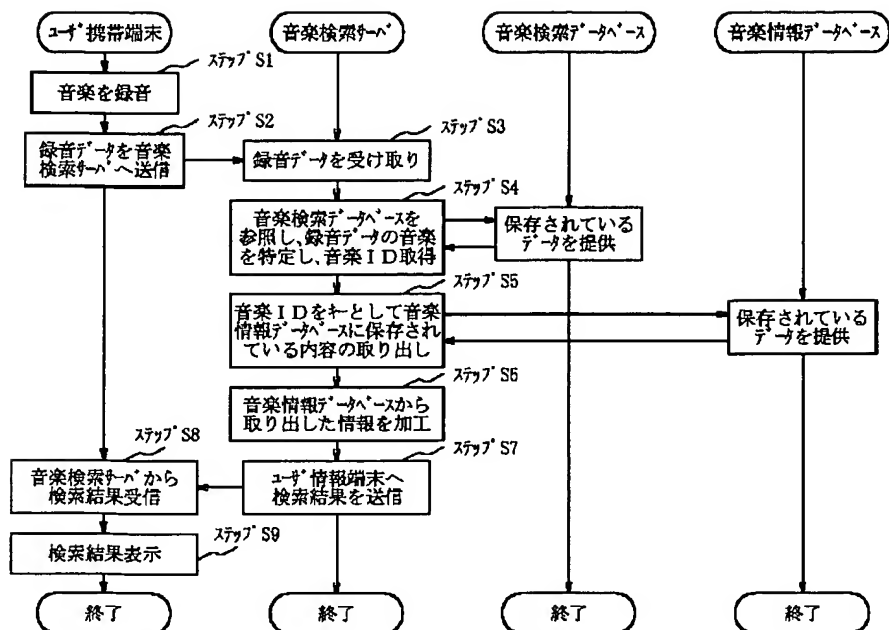 ユーザ携帯端末
音楽検索サーバ
音楽検索データベース
音楽情報データベース
ステップS1
音楽を録音
ステップS2
録音データを音楽
検索サーバへ送信
ステップS3
録音データを受け取り
ステップS4
音楽検索データベースを
参照し、録音データの音楽
を特定し、音楽ID取得
保存されている
データを提供
ステップS5
音楽IDをキーとして音楽
情報データベースに保存され
ている内容の取り出し
保存されている
データを提供
ステップS6
音楽情報データベースから
取り出した情報を加工
ステップS7
ユーザ情報端末へ
検索結果を送信
ステップS8
音楽検索サーバから
検索結果受信
ステップS9
検索結果表示
終了
終了
終了
終了